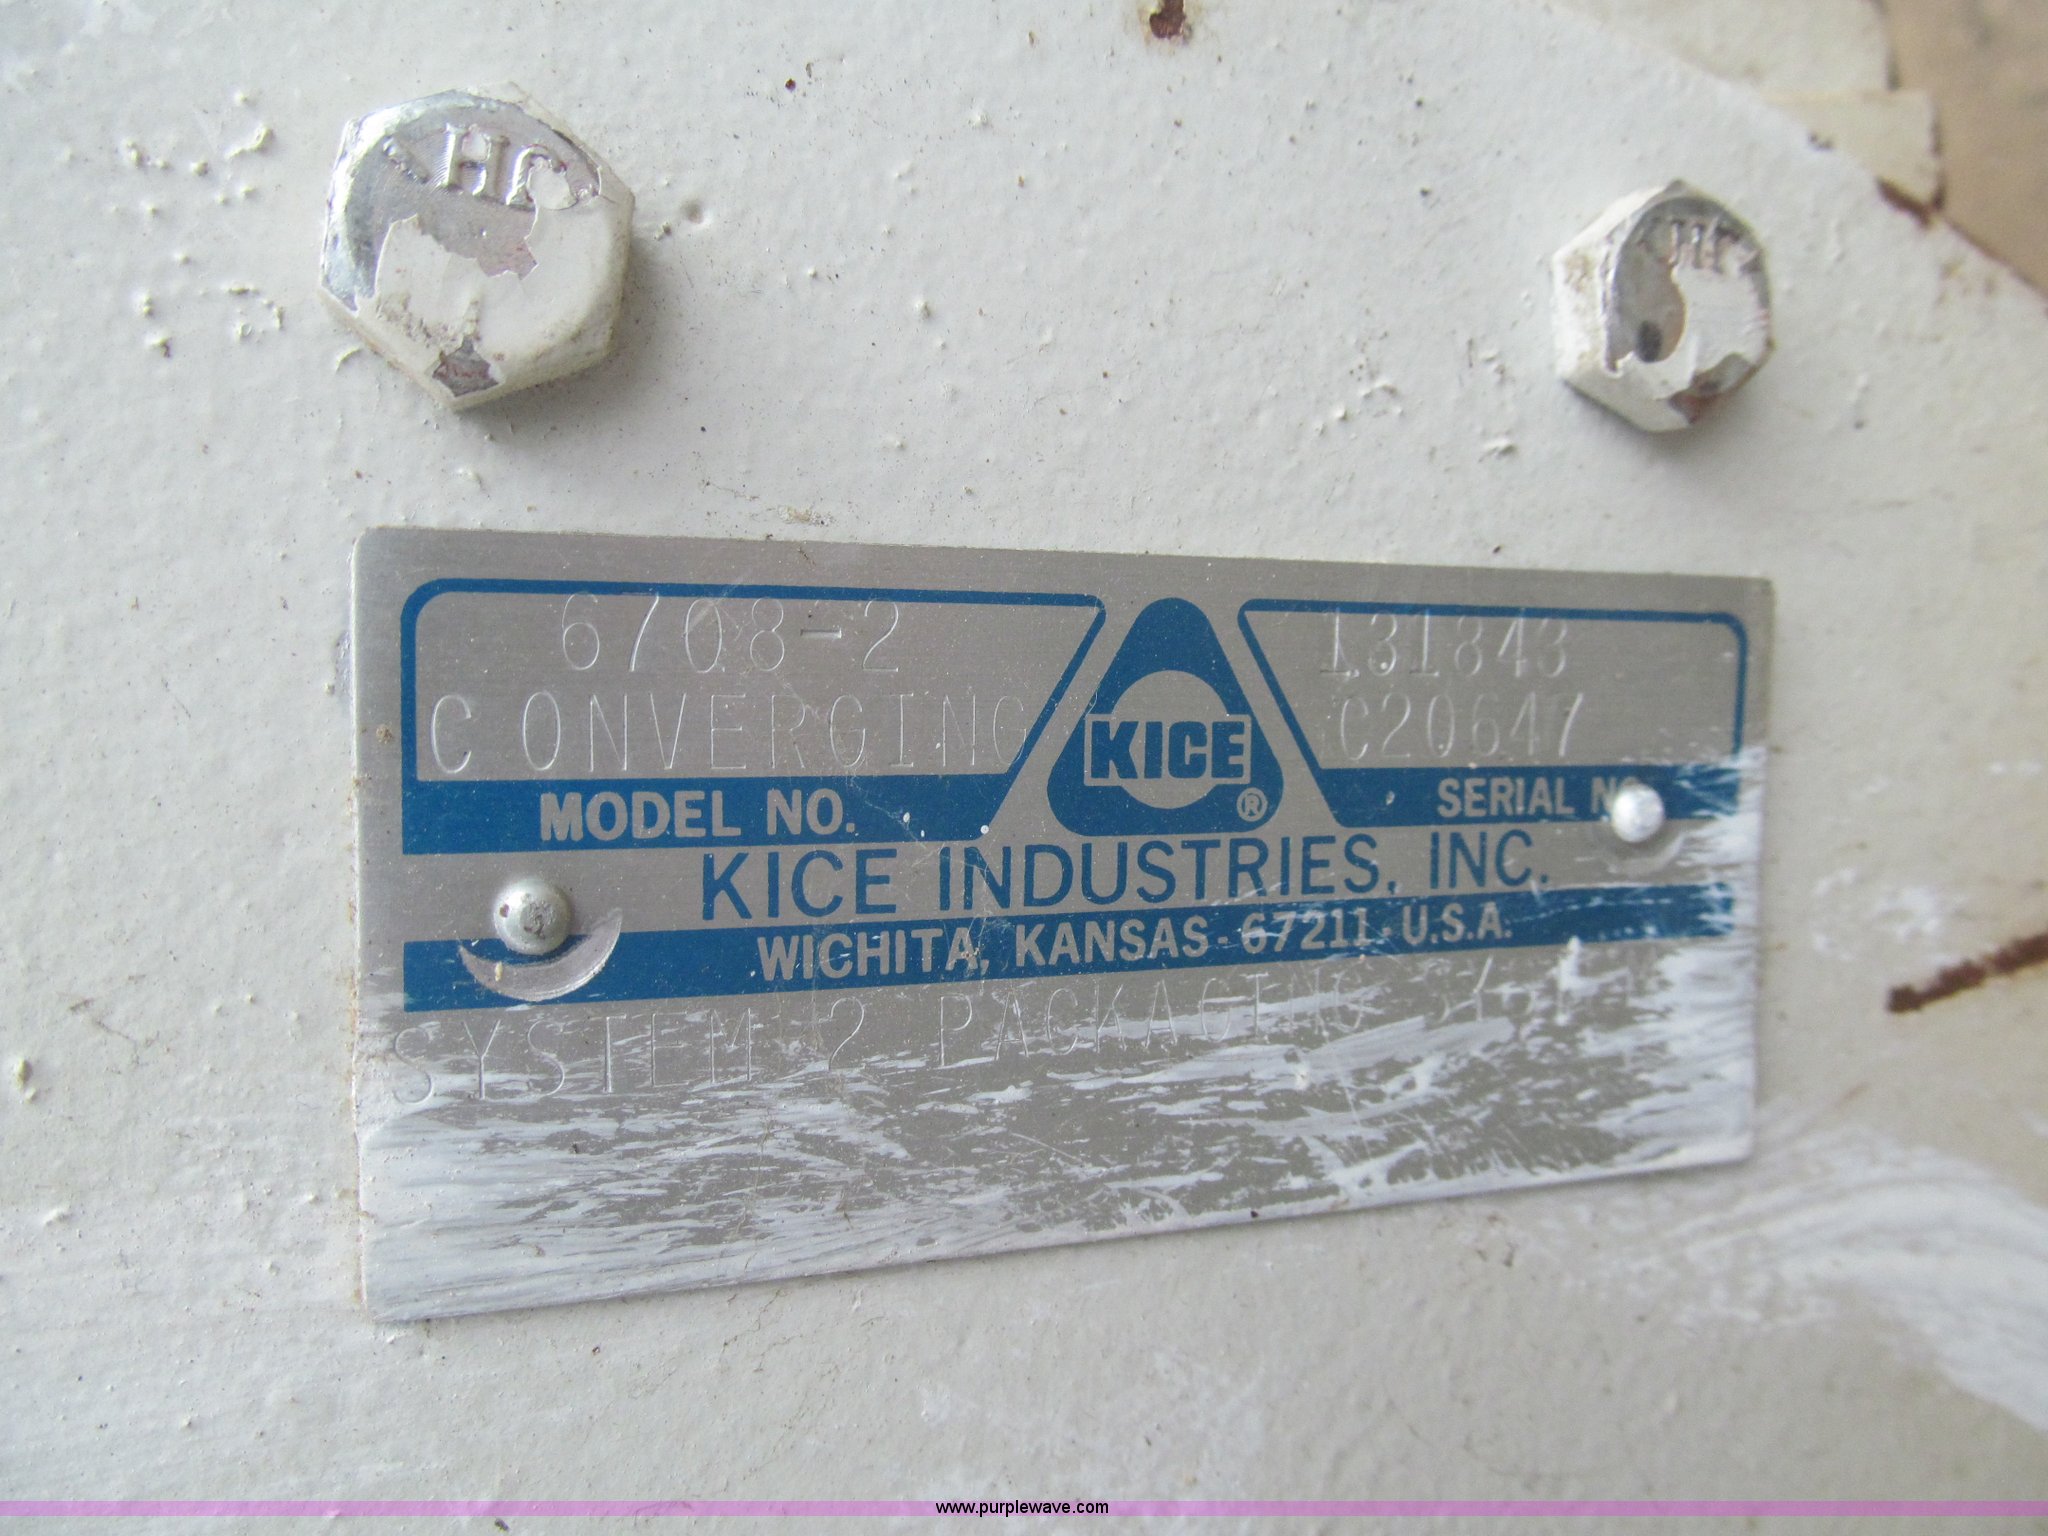 6708-2
131843
CONVERGING
C20647
KICE
®
MODEL NO.
SERIAL NO.
KICE INDUSTRIES, INC.
WICHITA, KANSAS · 67211 · U.S.A.
SYSTEM 2 PACKAGING
www.purplewave.com